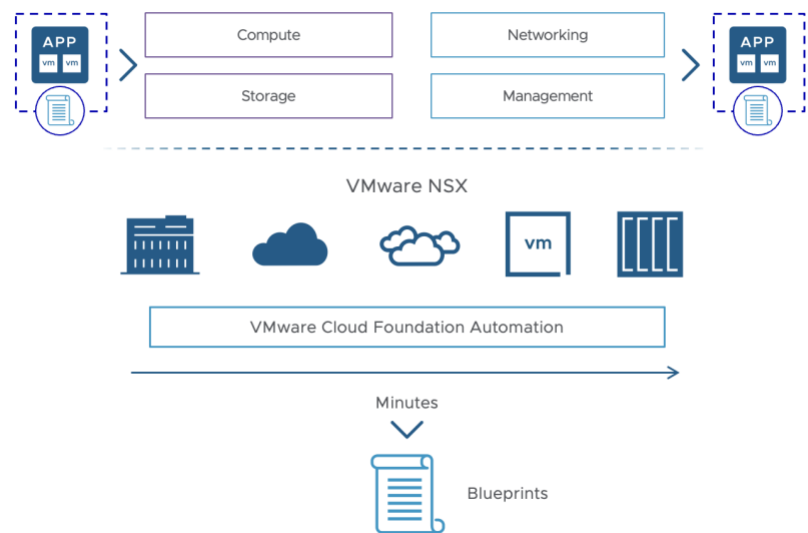 APP
vm vm
Compute
Networking
APP
vm vm
Storage
Management
VMware NSX
vm
VMware Cloud Foundation Automation
Minutes
Blueprints